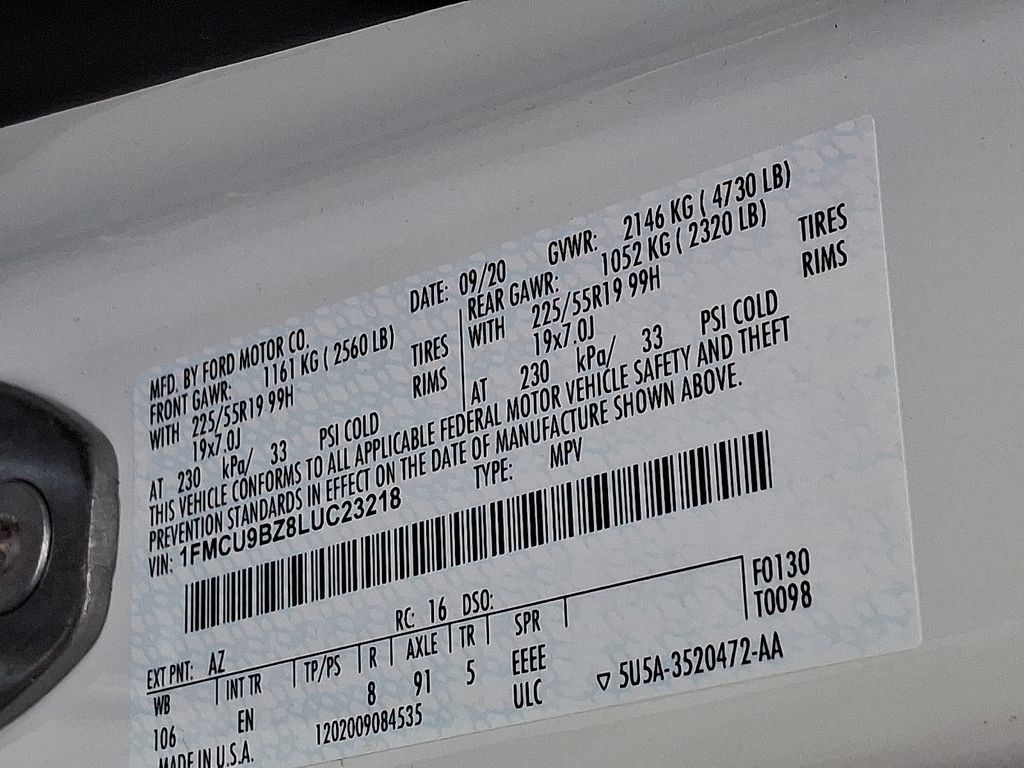 MFD. BY FORD MOTOR CO.
DATE: 09/20 GVWR: 2146 KG ( 4730 LB)
FRONT GAWR: 1161 KG ( 2560 LB)
WITH 225/55R19 99H TIRES
19x7.0J RIMS
AT 230 kPa/ 33 PSI COLD
REAR GAWR: 1052 KG ( 2320 LB)
WITH 225/55R19 99H TIRES
19x7.0J RIMS
AT 230 kPa/ 33 PSI COLD
THIS VEHICLE CONFORMS TO ALL APPLICABLE FEDERAL MOTOR VEHICLE SAFETY AND THEFT
PREVENTION STANDARDS IN EFFECT ON THE DATE OF MANUFACTURE SHOWN ABOVE.
VIN: 1FMCU9BZ8LUC23218 TYPE: MPV
EXT PNT: AZ RC: 16 DSO: F0130
T0098
WB INT TR TP/PS R AXLE TR SPR
106 EN 8 91 5 EEEE
ULC
MADE IN U.S.A. 1202009084535 ▽ 5U5A-3520472-AA